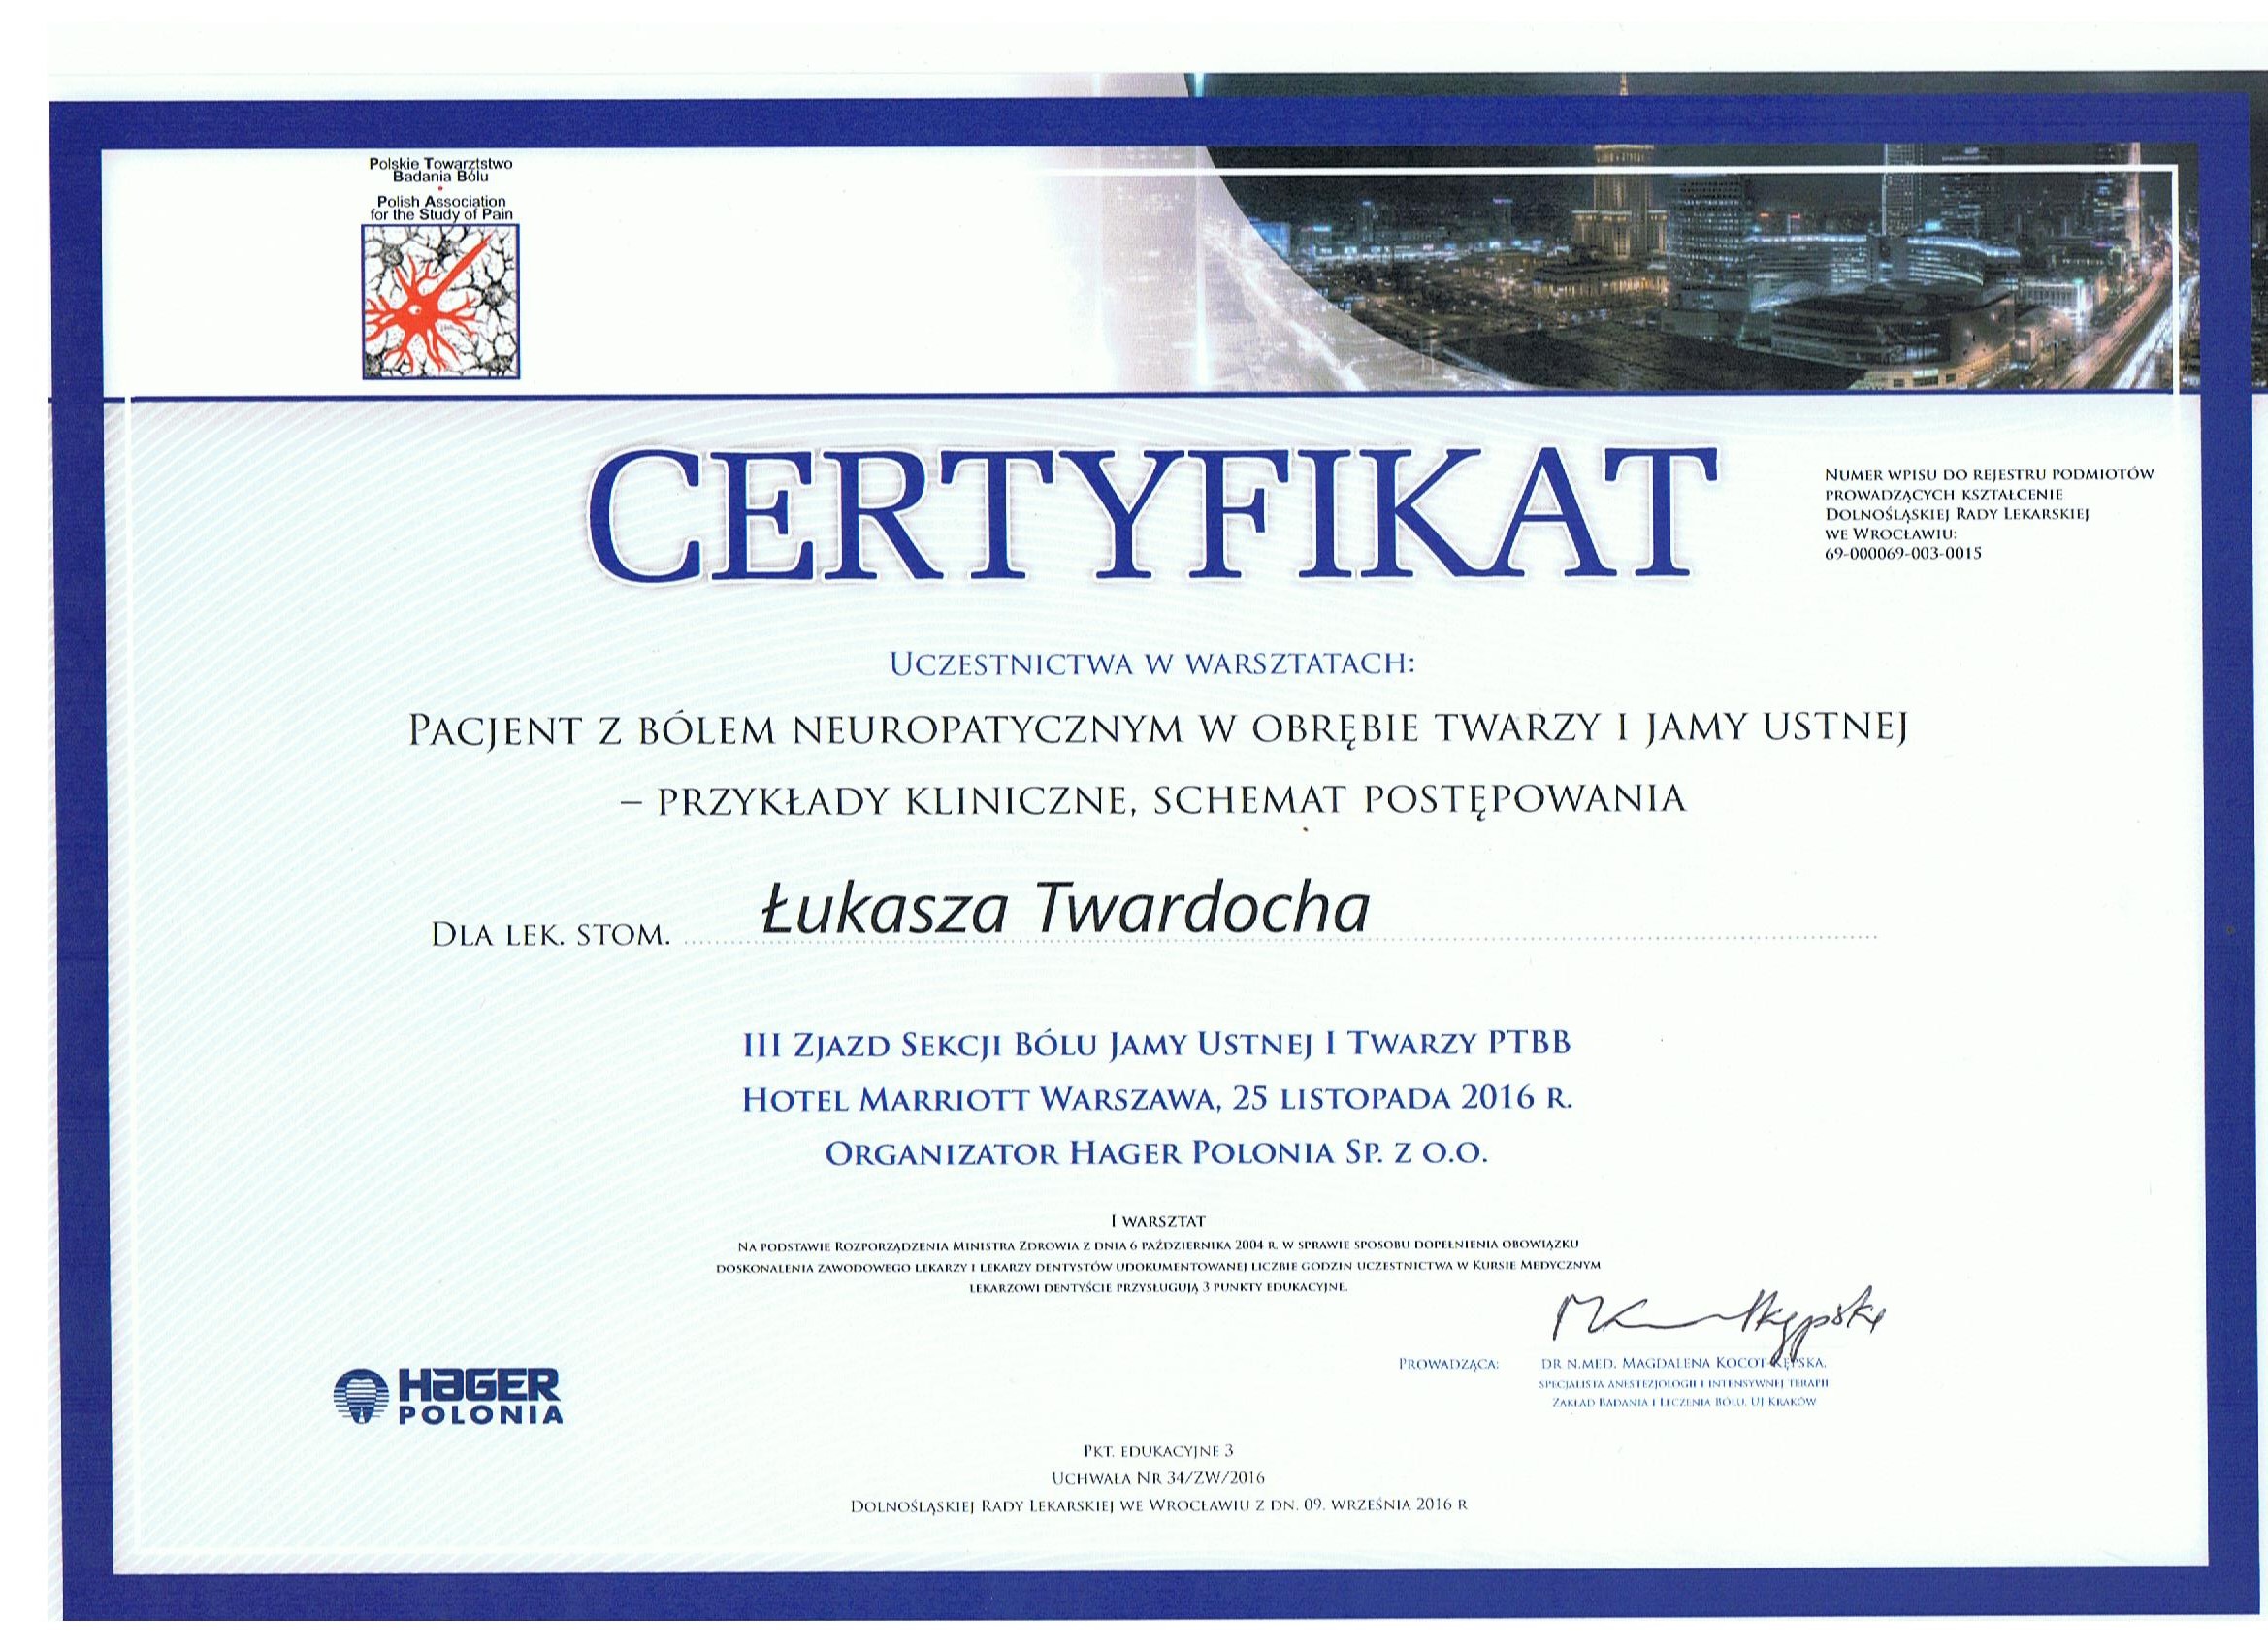 Polskie Towarztstwo
Badania Bólu
Polish Association
for the Study of Pain
CERTYFIKAT
NUMER WPISU DO REJESTRU PODMIOTÓW
PROWADZĄCYCH KSZTAŁCENIE
DOLNOŚLĄSKIEJ RADY LEKARSKIEJ
WE WROCŁAWIU:
69-000069-003-0015
UCZESTNICTWA W WARSZTATACH:
PACJENT Z BÓLEM NEUROPATYCZNYM W OBRĘBIE TWARZY I JAMY USTNEJ
– PRZYKŁADY KLINICZNE, SCHEMAT POSTĘPOWANIA
DLA LEK. STOM. Łukasza Twardocha
III ZJAZD SEKCJI BÓLU JAMY USTNEJ I TWARZY PTBB
HOTEL MARRIOTT WARSZAWA, 25 LISTOPADA 2016 R.
ORGANIZATOR HAGER POLONIA SP. Z O.O.
I WARSZTAT
NA PODSTAWIE ROZPORZĄDZENIA MINISTRA ZDROWIA Z DNIA 6 PAŹDZIERNIKA 2004 R. W SPRAWIE SPOSOBU DOPEŁNIENIA OBOWIĄZKU
DOSKONALENIA ZAWODOWEGO LEKARZY I LEKARZY DENTYSTÓW UDOKUMENTOWANEJ LICZBIE GODZIN UCZESTNICTWA W KURSIE MEDYCZNYM
LEKARZOWI DENTYŚCIE PRZYSŁUGUJĄ 3 PUNKTY EDUKACYJNE.
PROWADZĄCA: DR N.MED. MAGDALENA KOCOT-KĘPSKA,
SPECJALISTA ANESTEZJOLOGII I INTENSYWNEJ TERAPII
ZAKŁAD BADANIA I LECZENIA BÓLU, UJ KRAKÓW
HAGER
POLONIA
PKT. EDUKACYJNE 3
UCHWAŁA NR 34/ZW/2016
DOLNOŚLĄSKIEJ RADY LEKARSKIEJ WE WROCŁAWIU Z DN. 09. WRZEŚNIA 2016 R